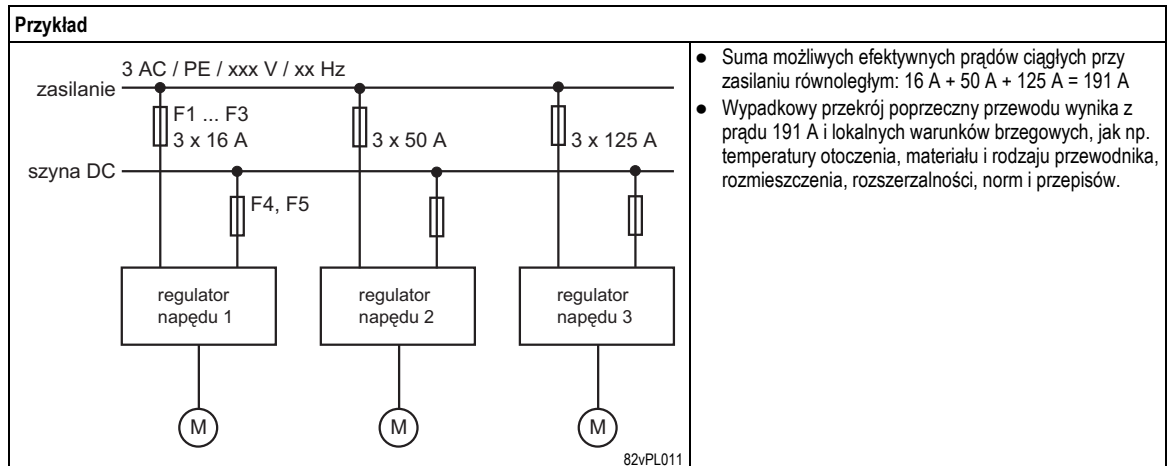 Przykład
3 AC / PE / xxx V / xx Hz
zasilanie
F1 ... F3
3 x 16 A
3 x 50 A
3 x 125 A
szyna DC
F4, F5
regulator
napędu 1
regulator
napędu 2
regulator
napędu 3
M
M
M
82vPL011
● Suma możliwych efektywnych prądów ciągłych przy
zasilaniu równoległym: 16 A + 50 A + 125 A = 191 A
● Wypadkowy przekrój poprzeczny przewodu wynika z
prądu 191 A i lokalnych warunków brzegowych, jak np.
temperatury otoczenia, materiału i rodzaju przewodnika,
rozmieszczenia, rozszerzalności, norm i przepisów.